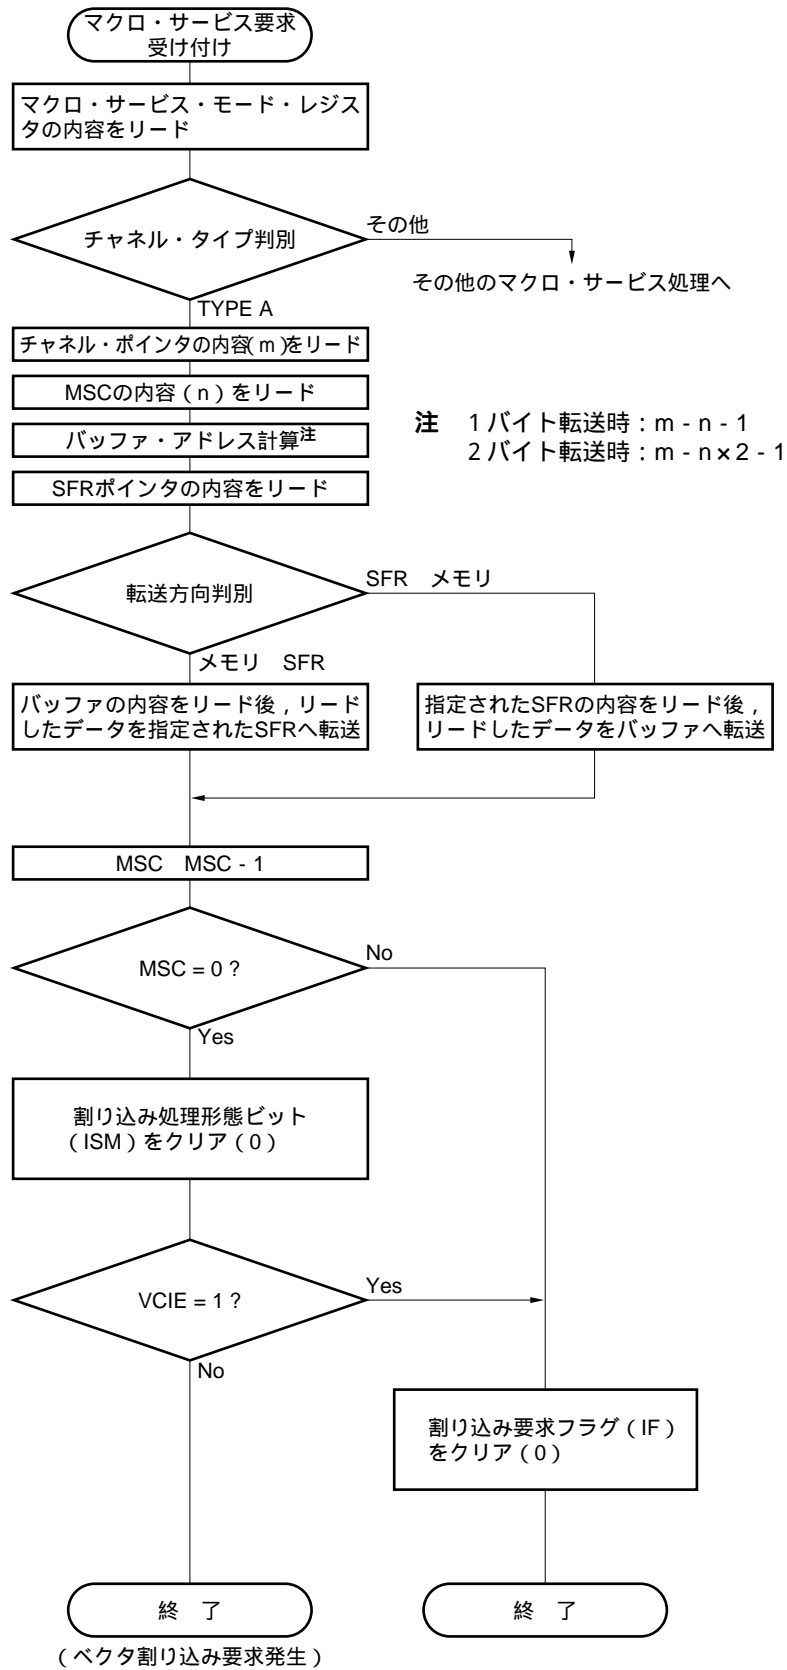 マクロ・サービス要求
受け付け
マクロ・サービス・モード・レジス
タの内容をリード
チャネル・タイプ判別
その他
その他のマクロ・サービス処理へ
TYPE A
チャネル・ポインタの内容(m)をリード
MSCの内容(n)をリード
バッファ・アドレス計算注
注 1バイト転送時:m - n - 1
2バイト転送時:m - n×2 - 1
SFRポインタの内容をリード
転送方向判別
SFR メモリ
メモリ SFR
バッファの内容をリード後,リード
したデータを指定されたSFRへ転送
指定されたSFRの内容をリード後,
リードしたデータをバッファへ転送
MSC MSC - 1
MSC = 0 ?
No
Yes
割り込み処理形態ビット
(ISM)をクリア(0)
VCIE = 1 ?
Yes
No
割り込み要求フラグ(IF)
をクリア(0)
終 了
終 了
(ベクタ割り込み要求発生)